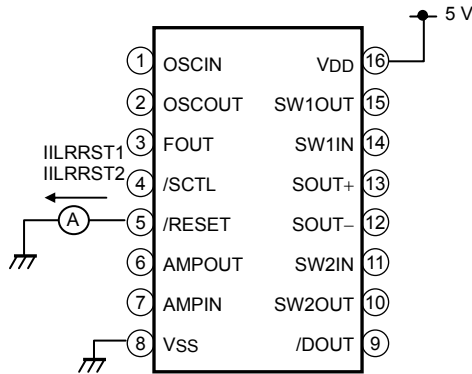 5 V
1 OSCIN VDD 16
2 OSCOUT SW1OUT 15
3 FOUT SW1IN 14
IILRRST1
IILRRST2
4 /SCTL SOUT+ 13
A 5 /RESET SOUT− 12
6 AMPOUT SW2IN 11
7 AMPIN SW2OUT 10
8 VSS /DOUT 9